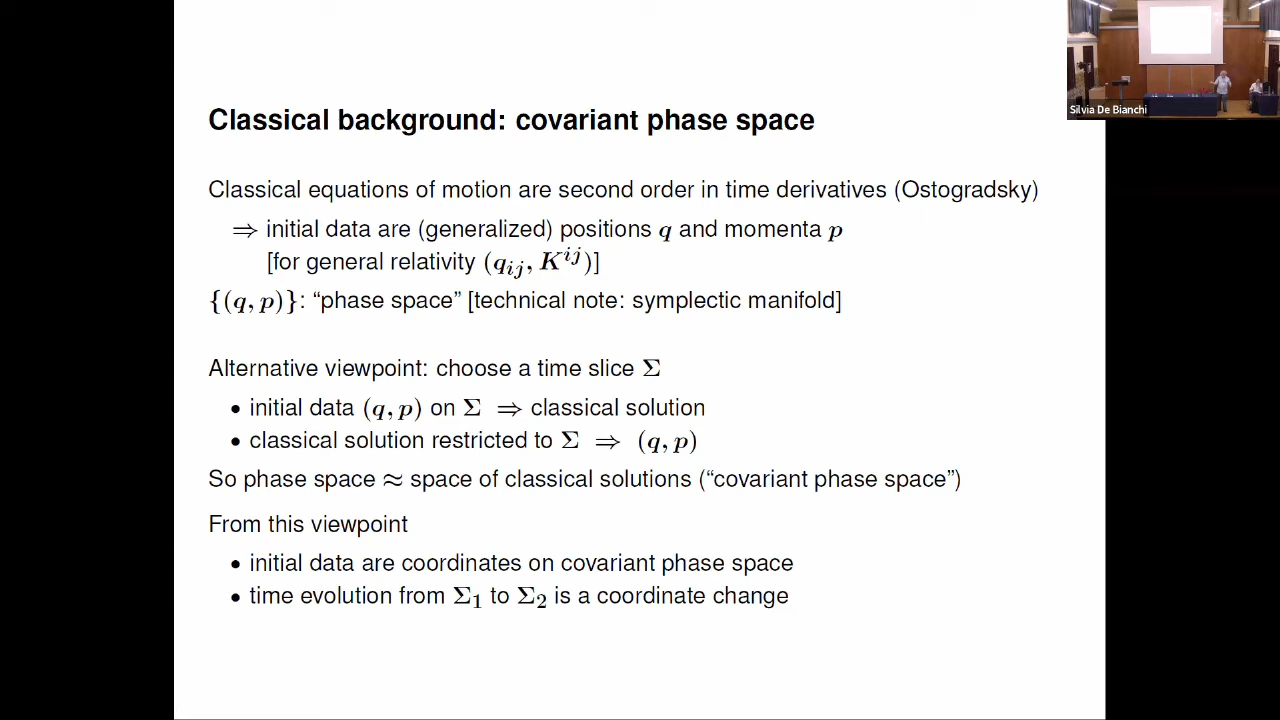 Classical background: covariant phase space
Classical equations of motion are second order in time derivatives (Ostogradsky)
⇒ initial data are (generalized) positions q and momenta p
[for general relativity (q_{ij}, K^{ij})]
{(q, p)}: “phase space” [technical note: symplectic manifold]
Alternative viewpoint: choose a time slice Σ
• initial data (q, p) on Σ ⇒ classical solution
• classical solution restricted to Σ ⇒ (q, p)
So phase space ≈ space of classical solutions (“covariant phase space”)
From this viewpoint
• initial data are coordinates on covariant phase space
• time evolution from Σ₁ to Σ₂ is a coordinate change
Silvia De Bianchi